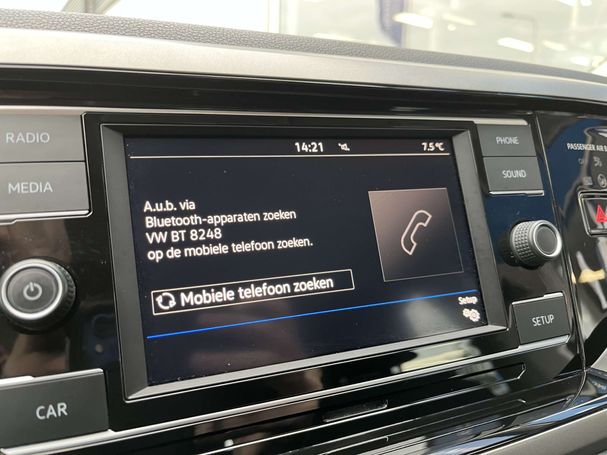 RADIO
MEDIA
CAR
14:21
7.5°C
A.u.b. via
Bluetooth-apparaten zoeken
VW BT 8248
op de mobiele telefoon zoeken.
Mobiele telefoon zoeken
Setup
PHONE
SOUND
SETUP
PASSENGER AIR B